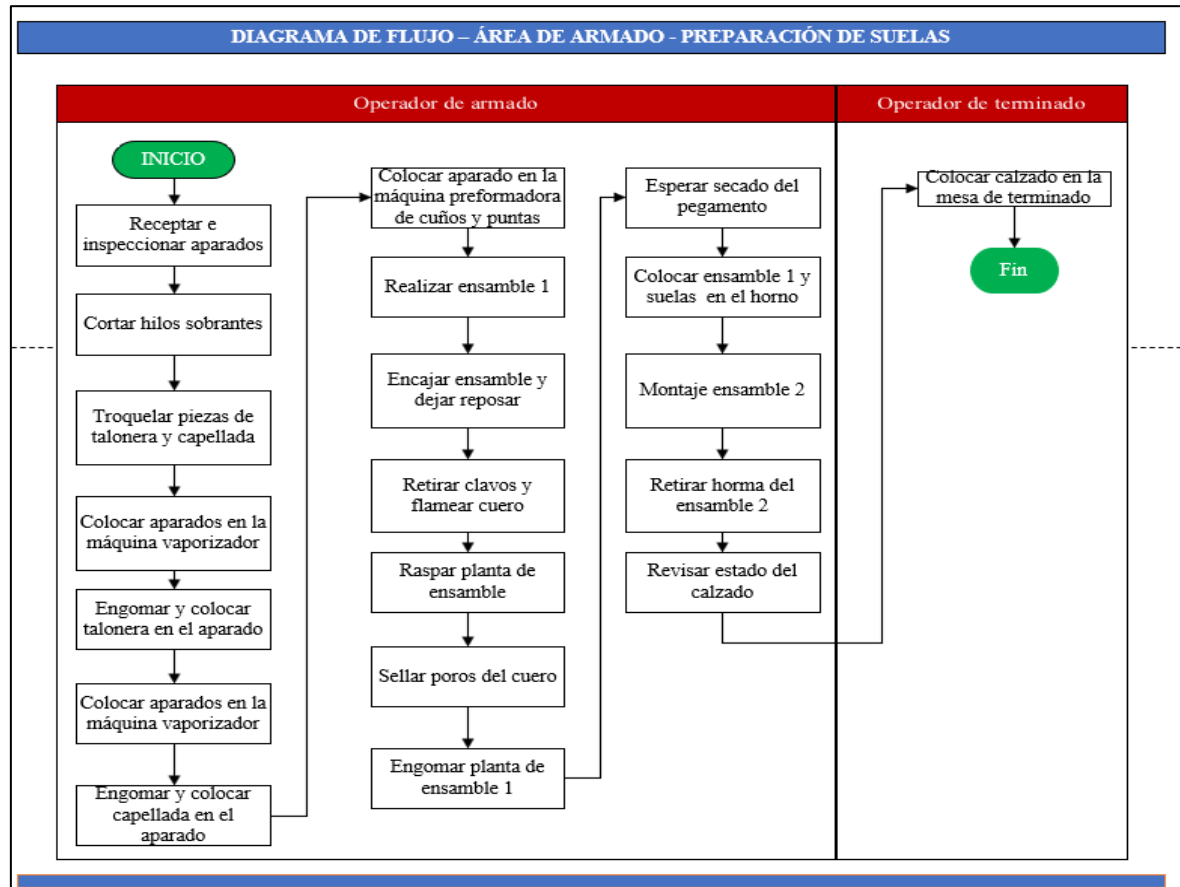 DIAGRAMA DE FLUJO – ÁREA DE ARMADO - PREPARACIÓN DE SUELAS
Operador de armado
Operador de terminado
INICIO
Receptar e
inspeccionar aparados
Cortar hilos sobrantes
Troquelar piezas de
talonera y capellada
Colocar aparados en la
máquina vaporizador
Engomar y colocar
talonera en el aparado
Colocar aparados en la
máquina vaporizador
Engomar y colocar
capellada en el
aparado
Colocar aparado en la
máquina preformadora
de cuños y puntas
Realizar ensamble 1
Encajar ensamble y
dejar reposar
Retirar clavos y
flamear cuero
Raspar planta de
ensamble
Sellar poros del cuero
Engomar planta de
ensamble 1
Esperar secado del
pegamento
Colocar ensamble 1 y
suelas en el horno
Montaje ensamble 2
Retirar horma del
ensamble 2
Revisar estado del
calzado
Colocar calzado en la
mesa de terminado
Fin